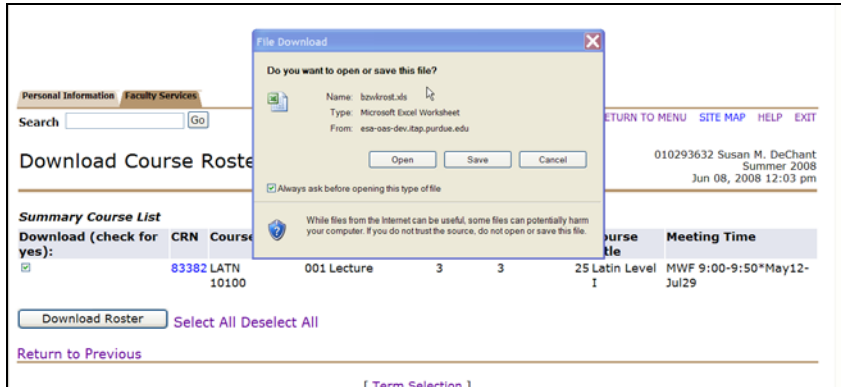 File Download
Do you want to open or save this file?
Name: bzwkrost.xls
Type: Microsoft Excel Worksheet
From: esa-oas-dev.itap.purdue.edu
Open Save Cancel
Always ask before opening this type of file
While files from the Internet can be useful, some files can potentially harm
your computer. If you do not trust the source, do not open or save this file.
Personal Information Faculty Services
Search Go
ETURN TO MENU SITE MAP HELP EXIT
Download Course Roste
010293632 Susan M. DeChant
Summer 2008
Jun 08, 2008 12:03 pm
Summary Course List
Download (check for CRN Course ourse Meeting Time
yes): tle
83382 LATN 001 Lecture 3 3 25 Latin Level MWF 9:00-9:50*May12-
10100 I Jul29
Download Roster Select All Deselect All
Return to Previous
[ Term Selection ]